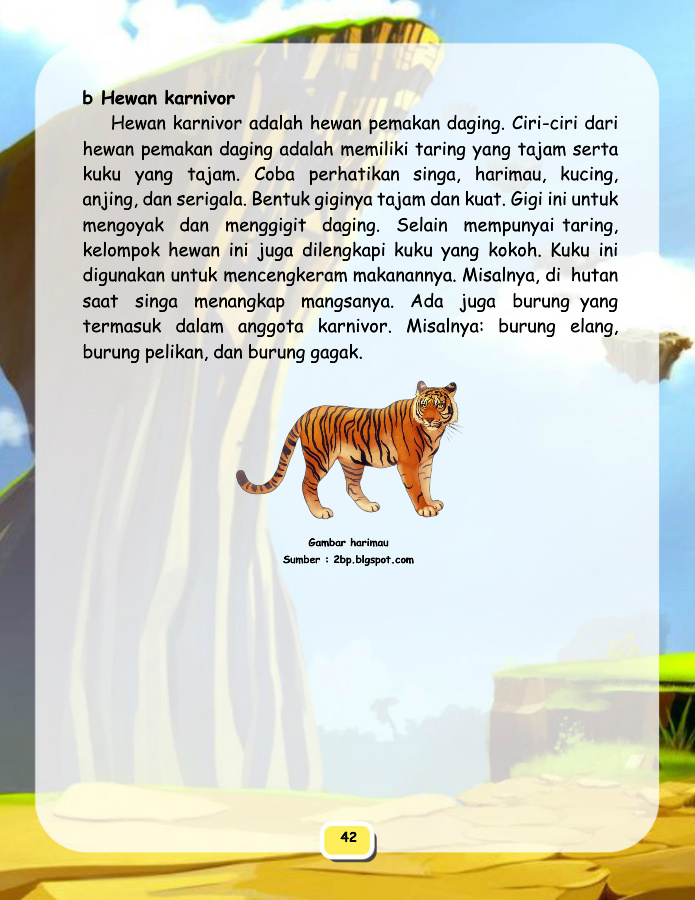 b Hewan karnivor
Hewan karnivor adalah hewan pemakan daging. Ciri-ciri dari
hewan pemakan daging adalah memiliki taring yang tajam serta
kuku yang tajam. Coba perhatikan singa, harimau, kucing,
anjing, dan serigala. Bentuk giginya tajam dan kuat. Gigi ini untuk
mengoyak dan menggigit daging. Selain mempunyai taring,
kelompok hewan ini juga dilengkapi kuku yang kokoh. Kuku ini
digunakan untuk mencengkeram makanannya. Misalnya, di hutan
saat singa menangkap mangsanya. Ada juga burung yang
termasuk dalam anggota karnivor. Misalnya: burung elang,
burung pelikan, dan burung gagak.
Gambar harimau
Sumber : 2bp.blgspot.com
42